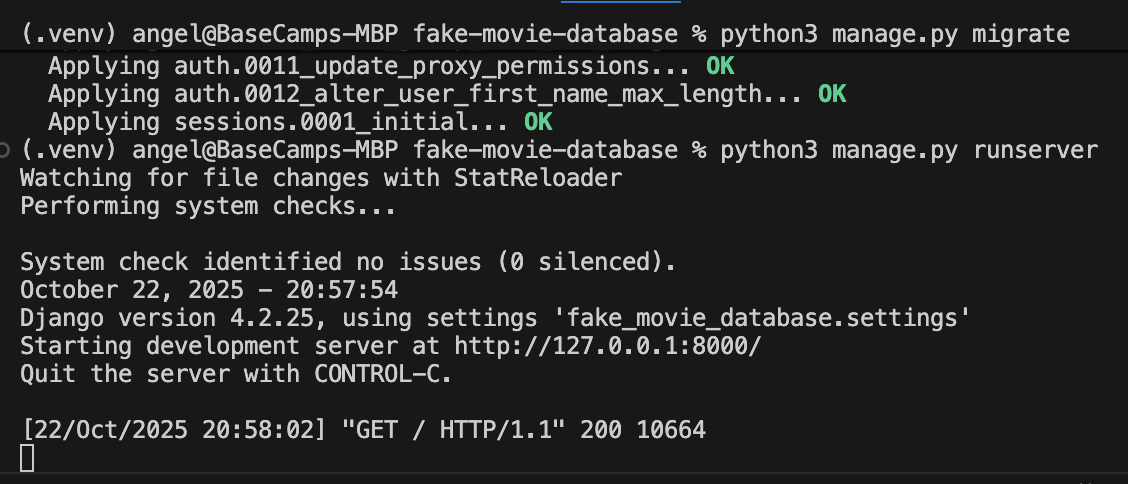 (.venv) angel@BaseCamps-MBP fake-movie-database % python3 manage.py migrate
Applying auth.0011_update_proxy_permissions... OK
Applying auth.0012_alter_user_first_name_max_length... OK
Applying sessions.0001_initial... OK
(.venv) angel@BaseCamps-MBP fake-movie-database % python3 manage.py runserver
Watching for file changes with StatReloader
Performing system checks...
System check identified no issues (0 silenced).
October 22, 2025 - 20:57:54
Django version 4.2.25, using settings 'fake_movie_database.settings'
Starting development server at http://127.0.0.1:8000/
Quit the server with CONTROL-C.
[22/Oct/2025 20:58:02] "GET / HTTP/1.1" 200 10664